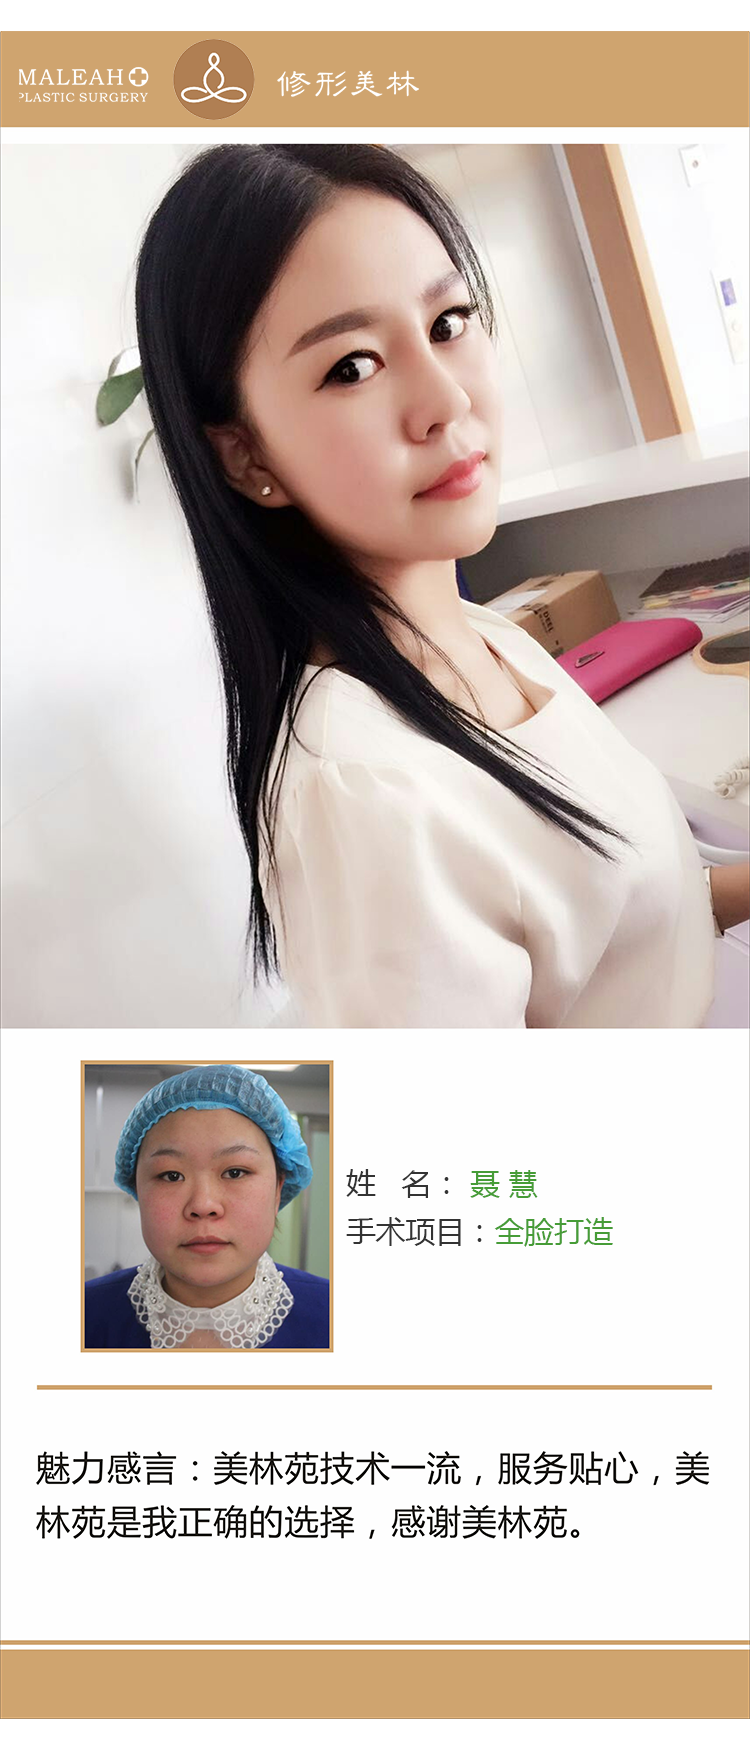 MALEAH
PLASTIC SURGERY
修形美林
姓 名： 聂 慧
手术项目：全脸打造
魅力感言：美林苑技术一流，服务贴心，美
林苑是我正确的选择，感谢美林苑。